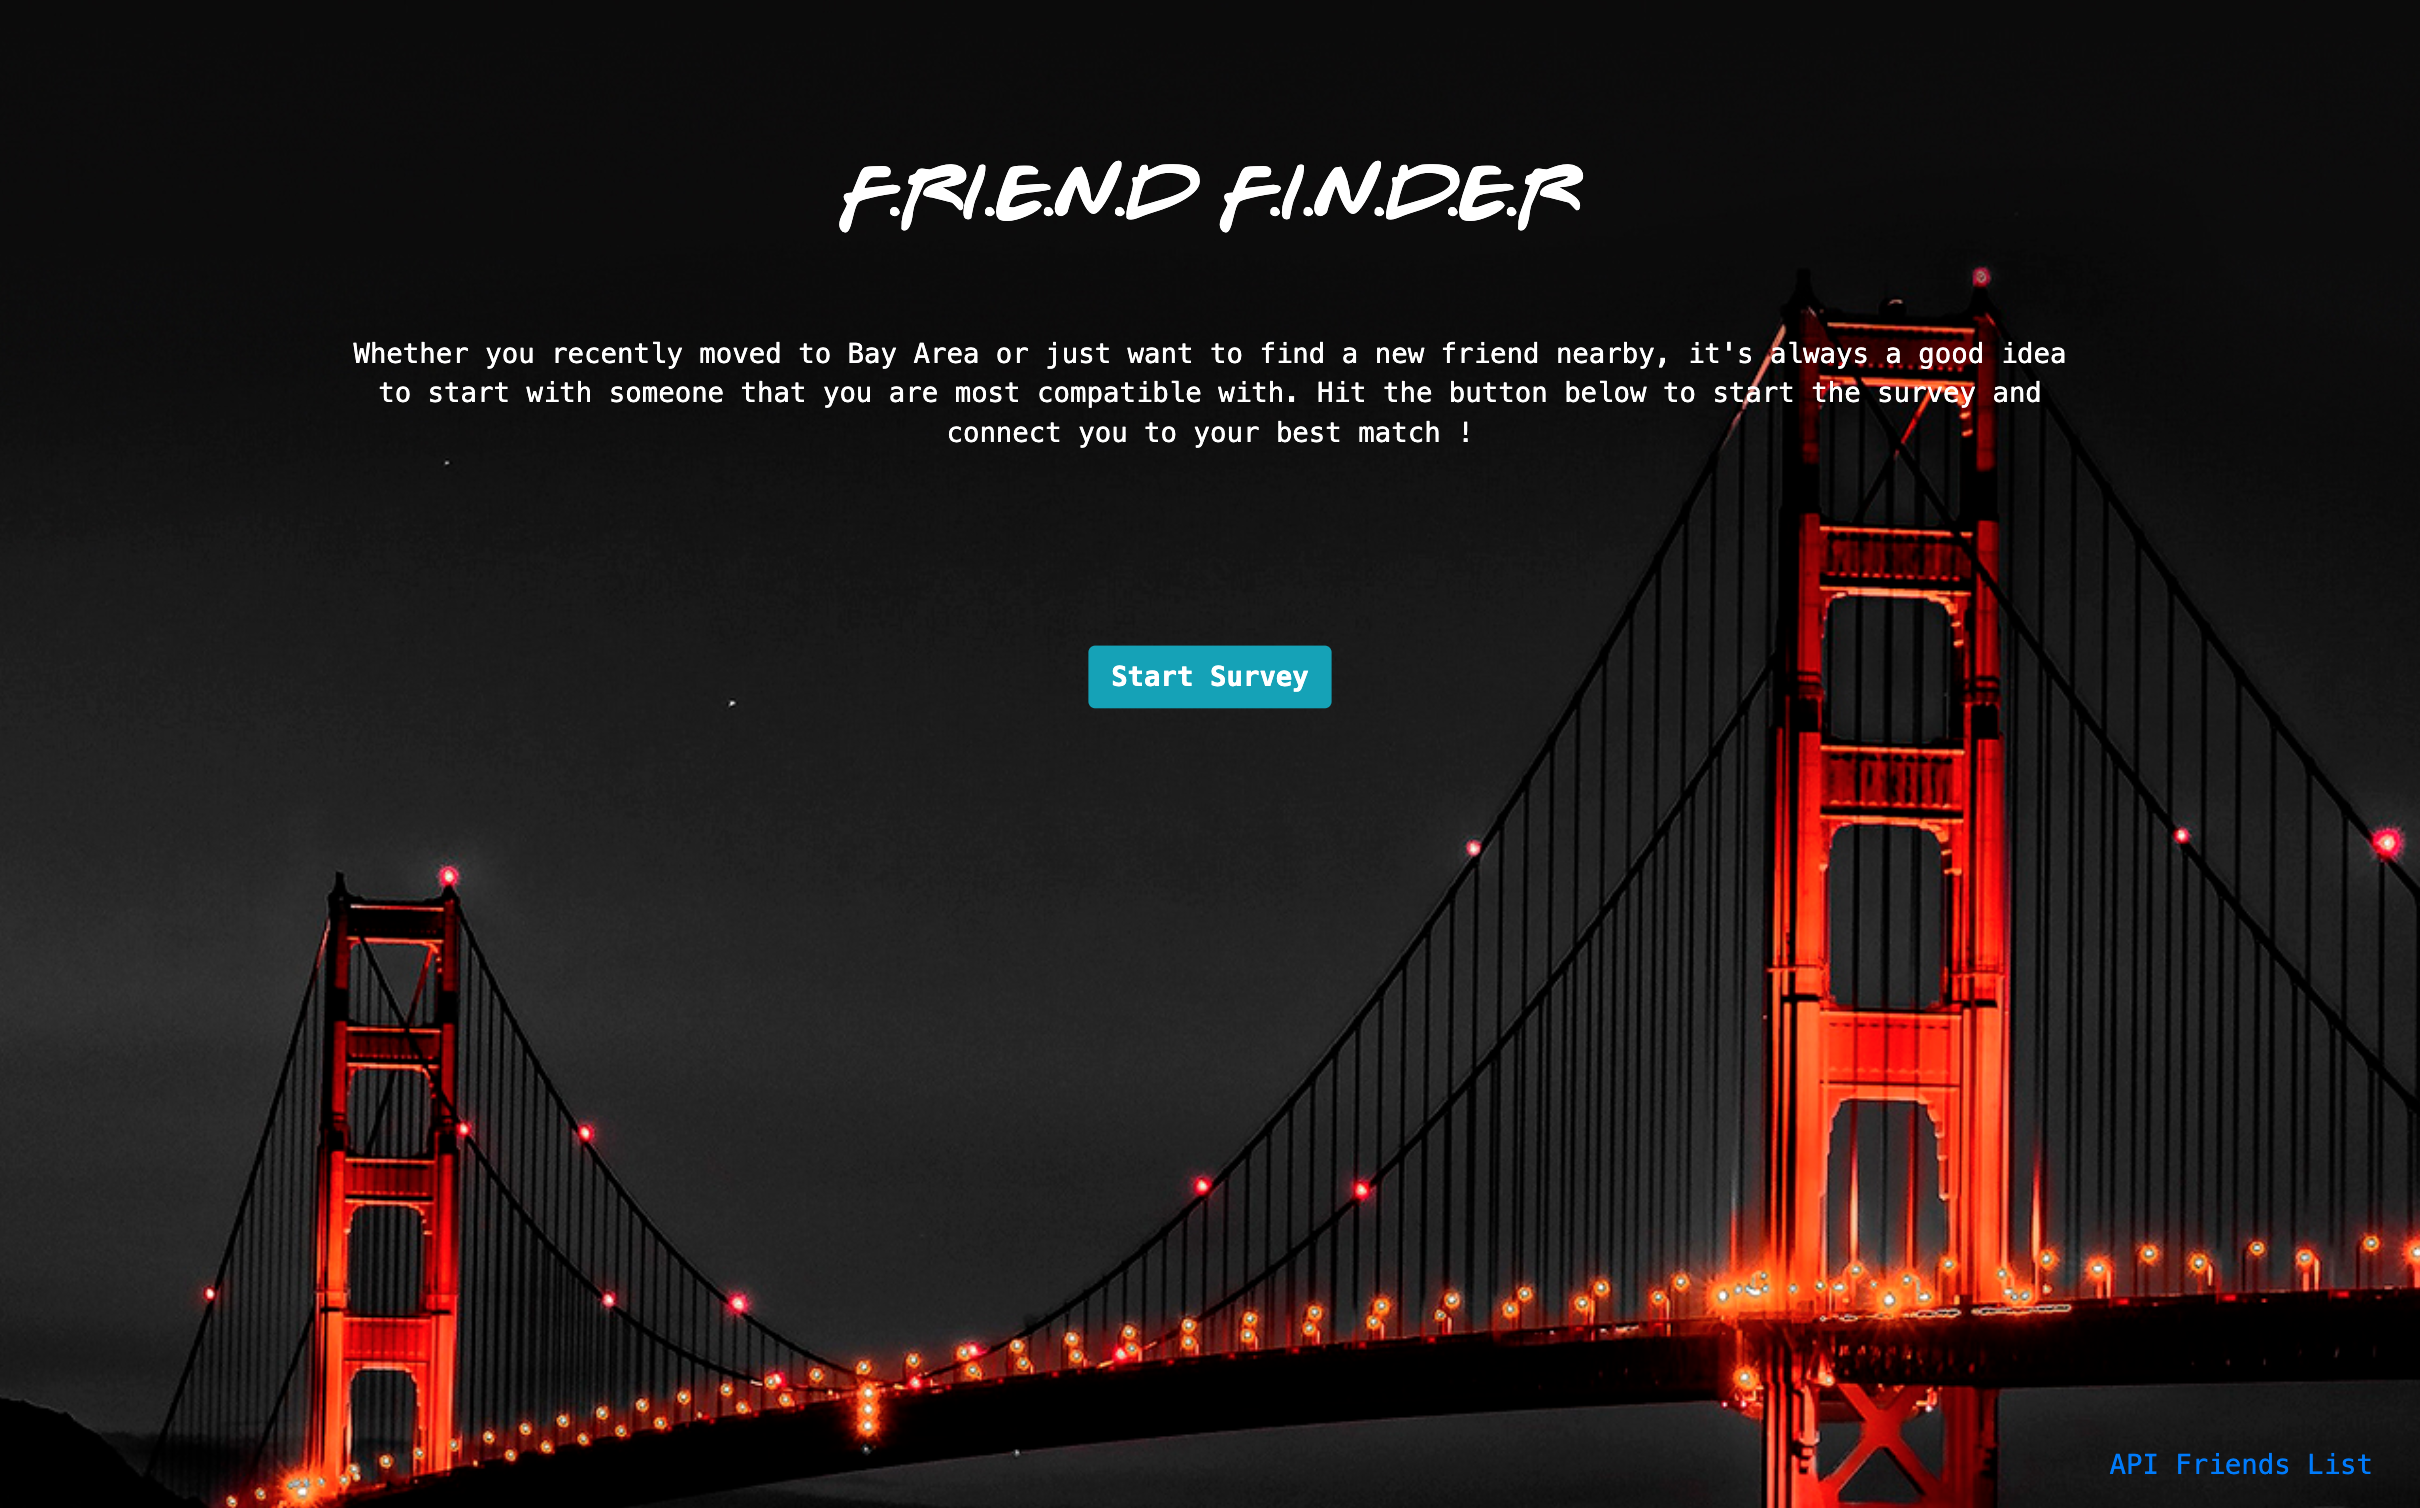 F.R.I.E.N.D F.I.N.D.E.R
Whether you recently moved to Bay Area or just want to find a new friend nearby, it's always a good idea
to start with someone that you are most compatible with. Hit the button below to start the survey and
connect you to your best match !
Start Survey
API Friends List